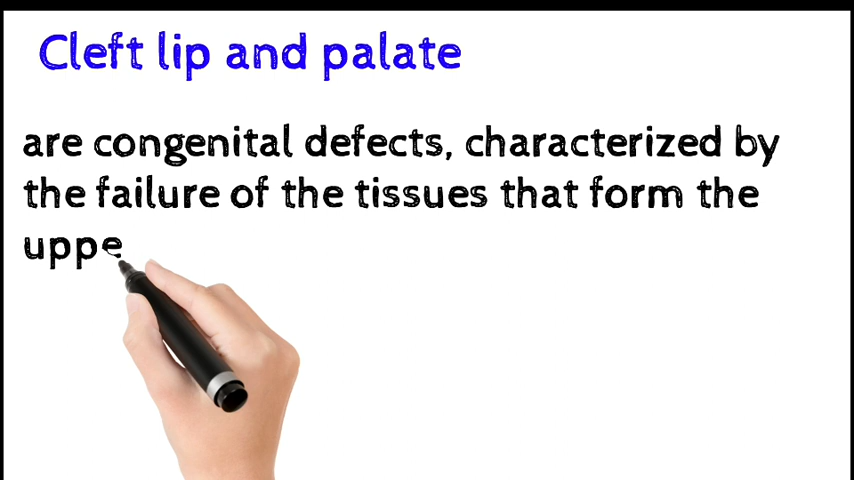 Cleft lip and palate
are congenital defects, characterized by
the failure of the tissues that form the
uppe